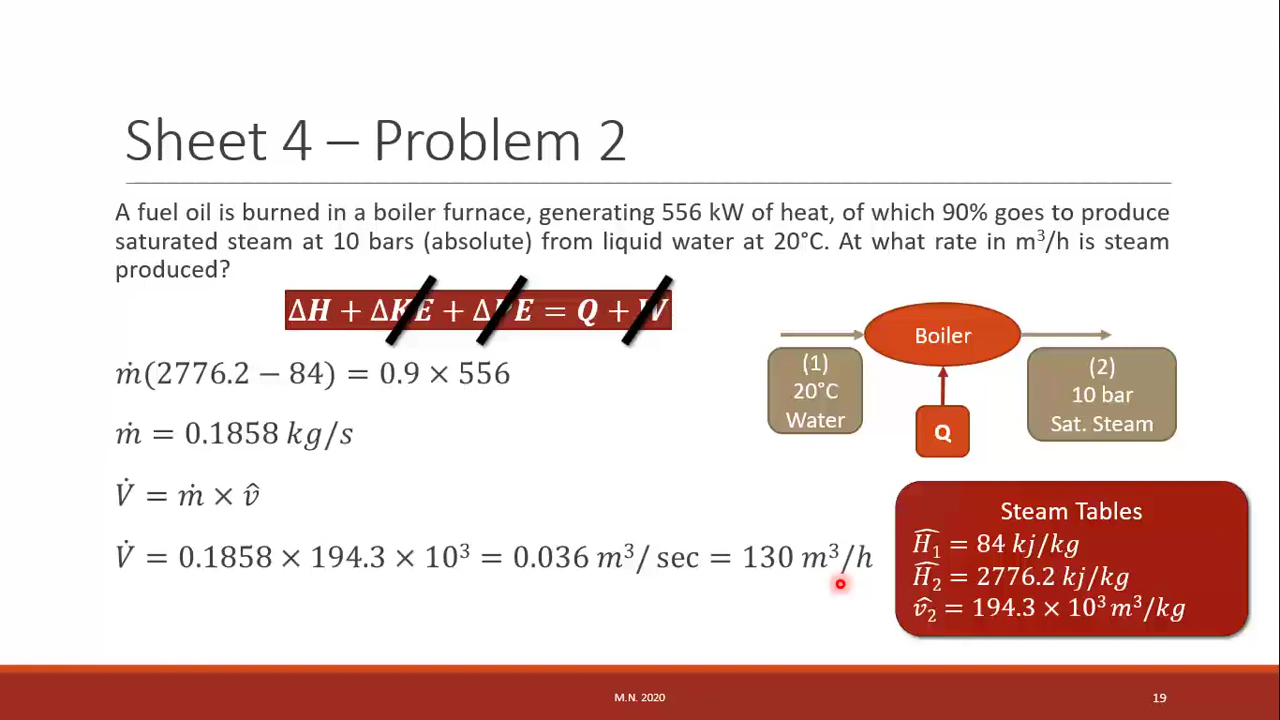 Sheet 4 – Problem 2
A fuel oil is burned in a boiler furnace, generating 556 kW of heat, of which 90% goes to produce
saturated steam at 10 bars (absolute) from liquid water at 20°C. At what rate in m³/h is steam
produced?
ΔH + ΔKE + ΔPE = Q + W
ṁ(2776.2 − 84) = 0.9 × 556
ṁ = 0.1858 kg/s
V̇ = ṁ × v̂
V̇ = 0.1858 × 194.3 × 10³ = 0.036 m³/ sec = 130 m³/h
Boiler
(1)
20°C
Water
(2)
10 bar
Sat. Steam
Q
Steam Tables
Ĥ₁ = 84 kj/kg
Ĥ₂ = 2776.2 kj/kg
v̂₂ = 194.3 × 10³ m³/kg
M.N. 2020
19